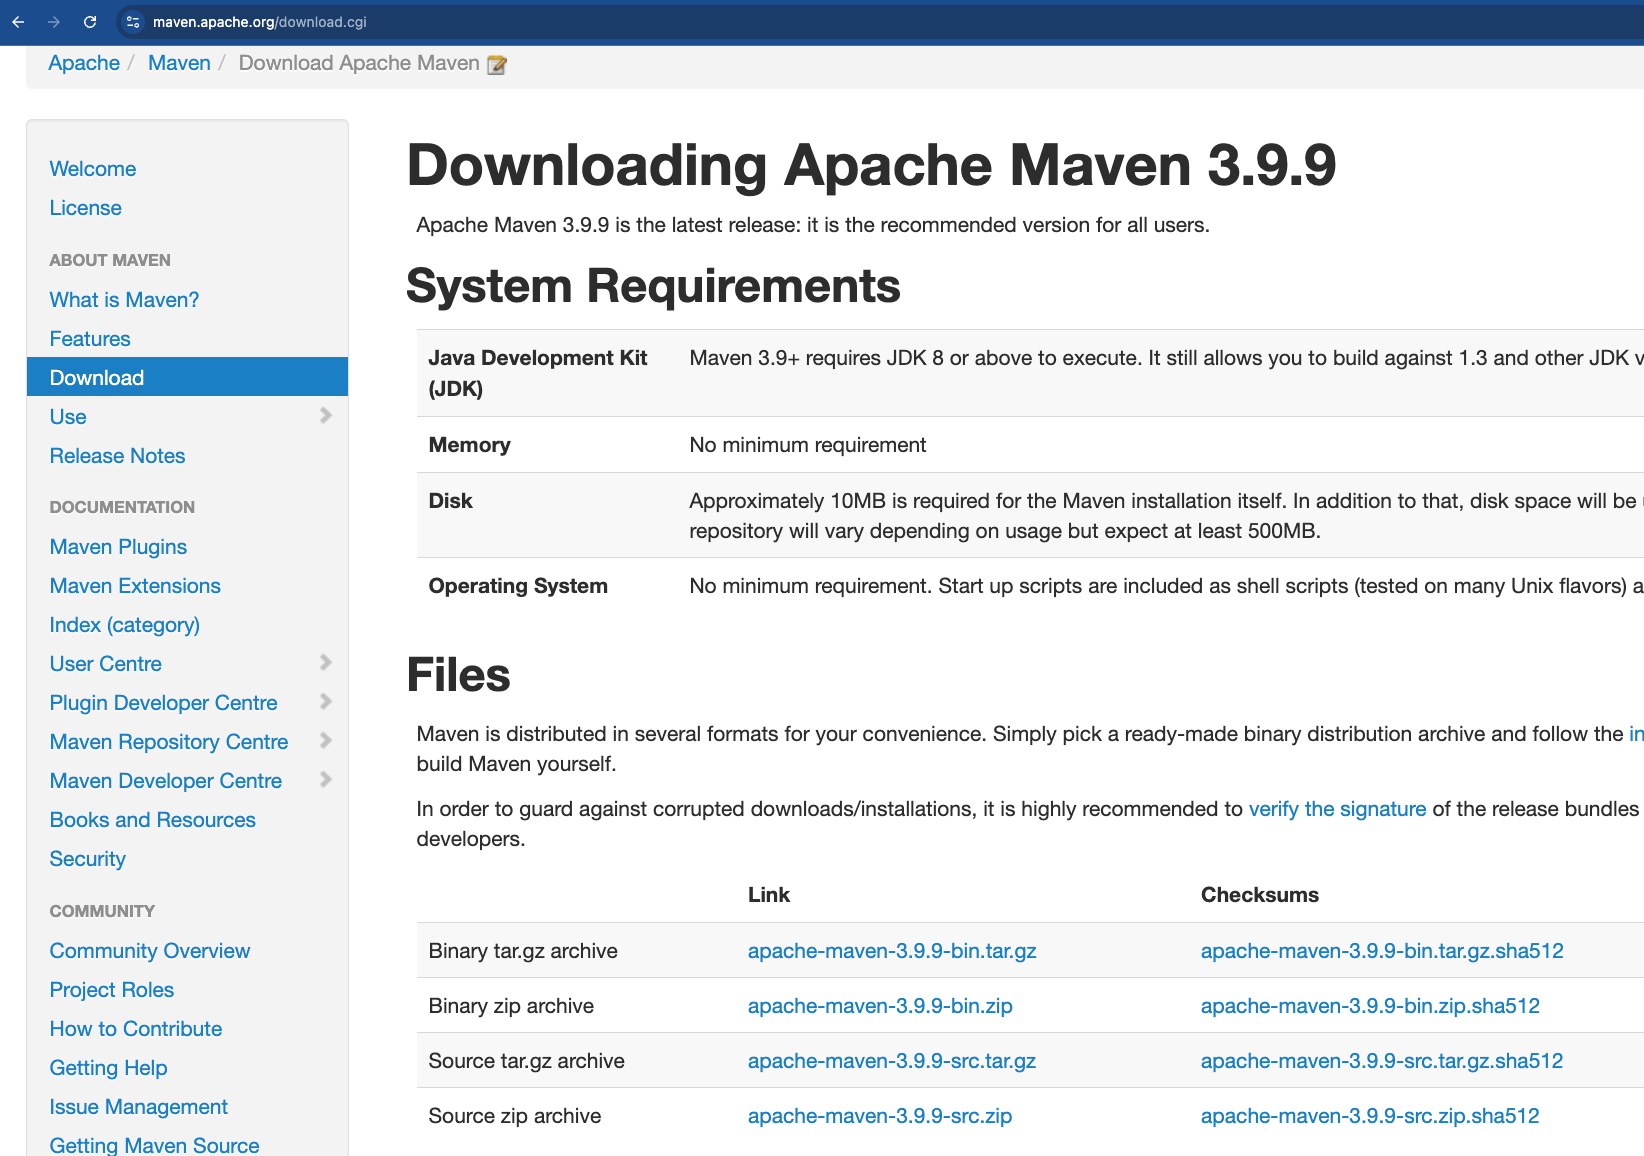 maven.apache.org/download.cgi
Apache / Maven / Download Apache Maven
Welcome
License
ABOUT MAVEN
What is Maven?
Features
Download
Use
Release Notes
DOCUMENTATION
Maven Plugins
Maven Extensions
Index (category)
User Centre
Plugin Developer Centre
Maven Repository Centre
Maven Developer Centre
Books and Resources
Security
COMMUNITY
Community Overview
Project Roles
How to Contribute
Getting Help
Issue Management
Getting Maven Source
Downloading Apache Maven 3.9.9
Apache Maven 3.9.9 is the latest release: it is the recommended version for all users.
System Requirements
Java Development Kit (JDK)
Maven 3.9+ requires JDK 8 or above to execute. It still allows you to build against 1.3 and other JDK v
Memory
No minimum requirement
Disk
Approximately 10MB is required for the Maven installation itself. In addition to that, disk space will be
repository will vary depending on usage but expect at least 500MB.
Operating System
No minimum requirement. Start up scripts are included as shell scripts (tested on many Unix flavors) a
Files
Maven is distributed in several formats for your convenience. Simply pick a ready-made binary distribution archive and follow the in
build Maven yourself.
In order to guard against corrupted downloads/installations, it is highly recommended to verify the signature of the release bundles
developers.
Link Checksums
Binary tar.gz archive apache-maven-3.9.9-bin.tar.gz apache-maven-3.9.9-bin.tar.gz.sha512
Binary zip archive apache-maven-3.9.9-bin.zip apache-maven-3.9.9-bin.zip.sha512
Source tar.gz archive apache-maven-3.9.9-src.tar.gz apache-maven-3.9.9-src.tar.gz.sha512
Source zip archive apache-maven-3.9.9-src.zip apache-maven-3.9.9-src.zip.sha512